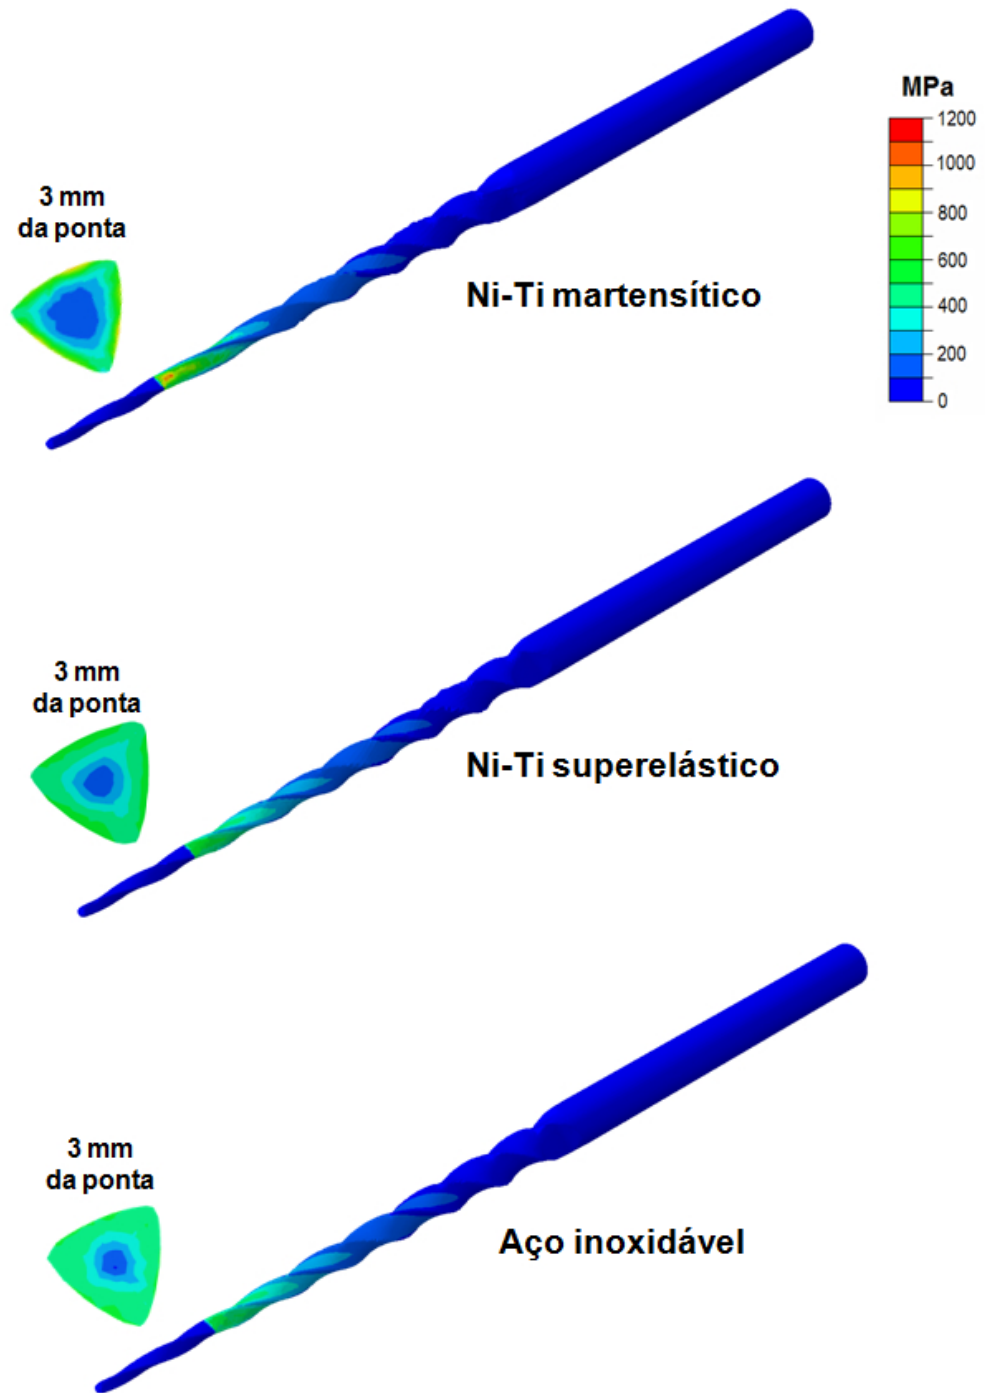 MPa
1200
1000
800
600
400
200
0
3 mm
da ponta
Ni-Ti martensítico
3 mm
da ponta
Ni-Ti superelástico
3 mm
da ponta
Aço inoxidável